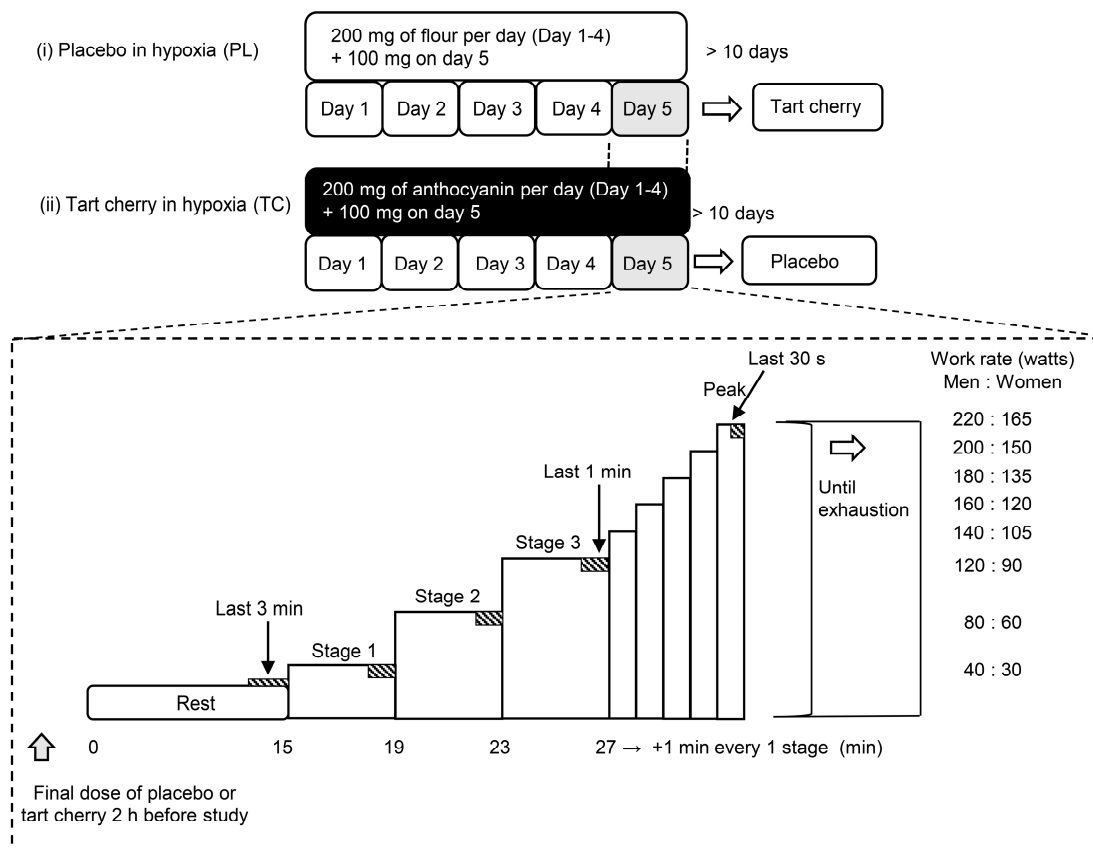 (i) Placebo in hypoxia (PL)
200 mg of flour per day (Day 1-4)
+ 100 mg on day 5
> 10 days
Day 1
Day 2
Day 3
Day 4
Day 5
Tart cherry
(ii) Tart cherry in hypoxia (TC)
200 mg of anthocyanin per day (Day 1-4)
+ 100 mg on day 5
> 10 days
Day 1
Day 2
Day 3
Day 4
Day 5
Placebo
Last 30 s
Work rate (watts)
Men : Women
Peak
220 : 165
200 : 150
180 : 135
160 : 120
140 : 105
120 : 90
80 : 60
40 : 30
Until
exhaustion
Last 1 min
Stage 3
Stage 2
Last 3 min
Stage 1
Rest
0
15
19
23
27 → +1 min every 1 stage (min)
Final dose of placebo or
tart cherry 2 h before study